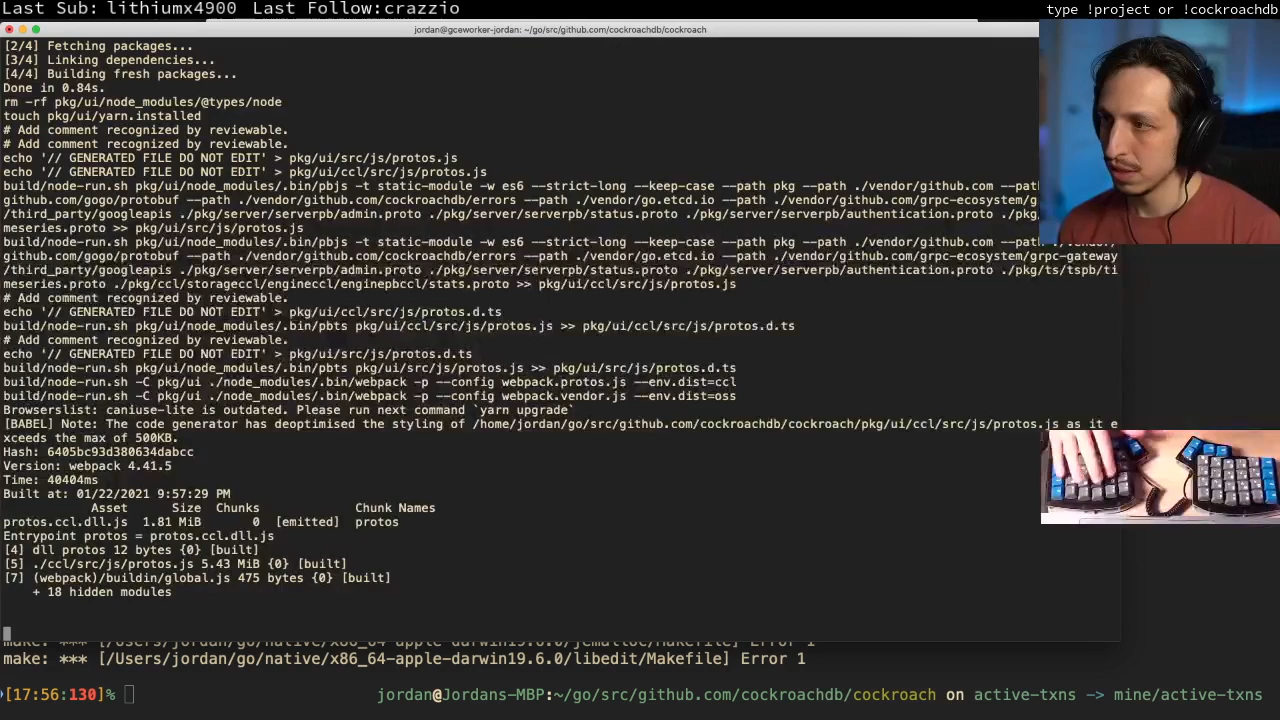 Last Sub: lithiumx4900  Last Follow:crazzio
type !project or !cockroachdb
jordan@gceworker-jordan: ~/go/src/github.com/cockroachdb/cockroach
[2/4] Fetching packages...
[3/4] Linking dependencies...
[4/4] Building fresh packages...
Done in 0.84s.
rm -rf pkg/ui/node_modules/@types/node
touch pkg/ui/yarn.installed
# Add comment recognized by reviewable.
# Add comment recognized by reviewable.
echo '// GENERATED FILE DO NOT EDIT' > pkg/ui/src/js/protos.js
echo '// GENERATED FILE DO NOT EDIT' > pkg/ui/ccl/src/js/protos.js
build/node-run.sh pkg/ui/node_modules/.bin/pbjs -t static-module -w es6 --strict-long --keep-case --path pkg --path ./vendor/github.com --path
github.com/gogo/protobuf --path ./vendor/github.com/cockroachdb/errors --path ./vendor/go.etcd.io --path ./vendor/github.com/grpc-ecosystem/g
/third_party/googleapis ./pkg/server/serverpb/admin.proto ./pkg/server/serverpb/status.proto ./pkg/server/serverpb/authentication.proto ./pkg/
meseries.proto >> pkg/ui/src/js/protos.js
build/node-run.sh pkg/ui/node_modules/.bin/pbjs -t static-module -w es6 --strict-long --keep-case --path pkg --path ./vendor/github.com --path ./vendor/
github.com/gogo/protobuf --path ./vendor/github.com/cockroachdb/errors --path ./vendor/go.etcd.io --path ./vendor/github.com/grpc-ecosystem/grpc-gateway
/third_party/googleapis ./pkg/server/serverpb/admin.proto ./pkg/server/serverpb/status.proto ./pkg/server/serverpb/authentication.proto ./pkg/ts/tspb/ti
meseries.proto ./pkg/ccl/storageccl/engineccl/enginepbccl/stats.proto >> pkg/ui/ccl/src/js/protos.js
# Add comment recognized by reviewable.
echo '// GENERATED FILE DO NOT EDIT' > pkg/ui/ccl/src/js/protos.d.ts
build/node-run.sh pkg/ui/node_modules/.bin/pbts pkg/ui/ccl/src/js/protos.js >> pkg/ui/ccl/src/js/protos.d.ts
# Add comment recognized by reviewable.
echo '// GENERATED FILE DO NOT EDIT' > pkg/ui/src/js/protos.d.ts
build/node-run.sh pkg/ui/node_modules/.bin/pbts pkg/ui/src/js/protos.js >> pkg/ui/src/js/protos.d.ts
build/node-run.sh -C pkg/ui ./node_modules/.bin/webpack -p --config webpack.protos.js --env.dist=ccl
build/node-run.sh -C pkg/ui ./node_modules/.bin/webpack -p --config webpack.vendor.js --env.dist=oss
Browserslist: caniuse-lite is outdated. Please run next command `yarn upgrade`
[BABEL] Note: The code generator has deoptimised the styling of /home/jordan/go/src/github.com/cockroachdb/cockroach/pkg/ui/ccl/src/js/protos.js as it e
xceeds the max of 500KB.
Hash: 6405bc93d380634dabcc
Version: webpack 4.41.5
Time: 40404ms
Built at: 01/22/2021 9:57:29 PM
Asset      Size  Chunks             Chunk Names
protos.ccl.dll.js  1.81 MiB       0  [emitted]  protos
Entrypoint protos = protos.ccl.dll.js
[4] dll protos 12 bytes {0} [built]
[5] ./ccl/src/js/protos.js 5.43 MiB {0} [built]
[7] (webpack)/buildin/global.js 475 bytes {0} [built]
+ 18 hidden modules
make: *** [/Users/jordan/go/native/x86_64-apple-darwin19.6.0/jemalloc/Makefile] Error 1
make: *** [/Users/jordan/go/native/x86_64-apple-darwin19.6.0/libedit/Makefile] Error 1
[17:56:130]% jordan@Jordans-MBP:~/go/src/github.com/cockroachdb/cockroach on active-txns -> mine/active-txns